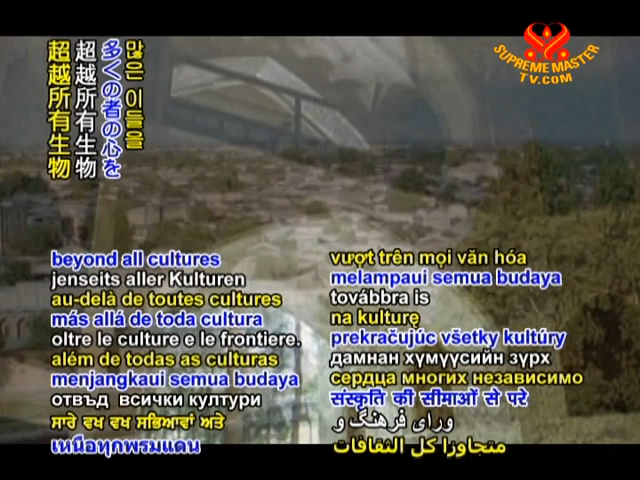 SUPREME MASTER
TV.COM
많은 이들을
多くの者の心を
超越所有生物
超越所有生物
beyond all cultures
jenseits aller Kulturen
au-delà de toutes cultures
más allá de toda cultura
oltre le culture e le frontiere.
além de todas as culturas
menjangkaui semua budaya
отвъд всички култури
ਸਾਰੇ ਵਖ ਵਖ ਸਭਿਆਵਾਂ ਅਤੇ
เหนือทุกพรมแดน
vượt trên mọi văn hóa
melampaui semua budaya
továbbra is
na kulturę
prekračujúc všetky kultúry
дамнан хүмүүсийн зүрх
сердца многих независимо
संस्कृति की सीमाओं से परे
ورای فرهنگ و
متجاوزا كل الثقافات